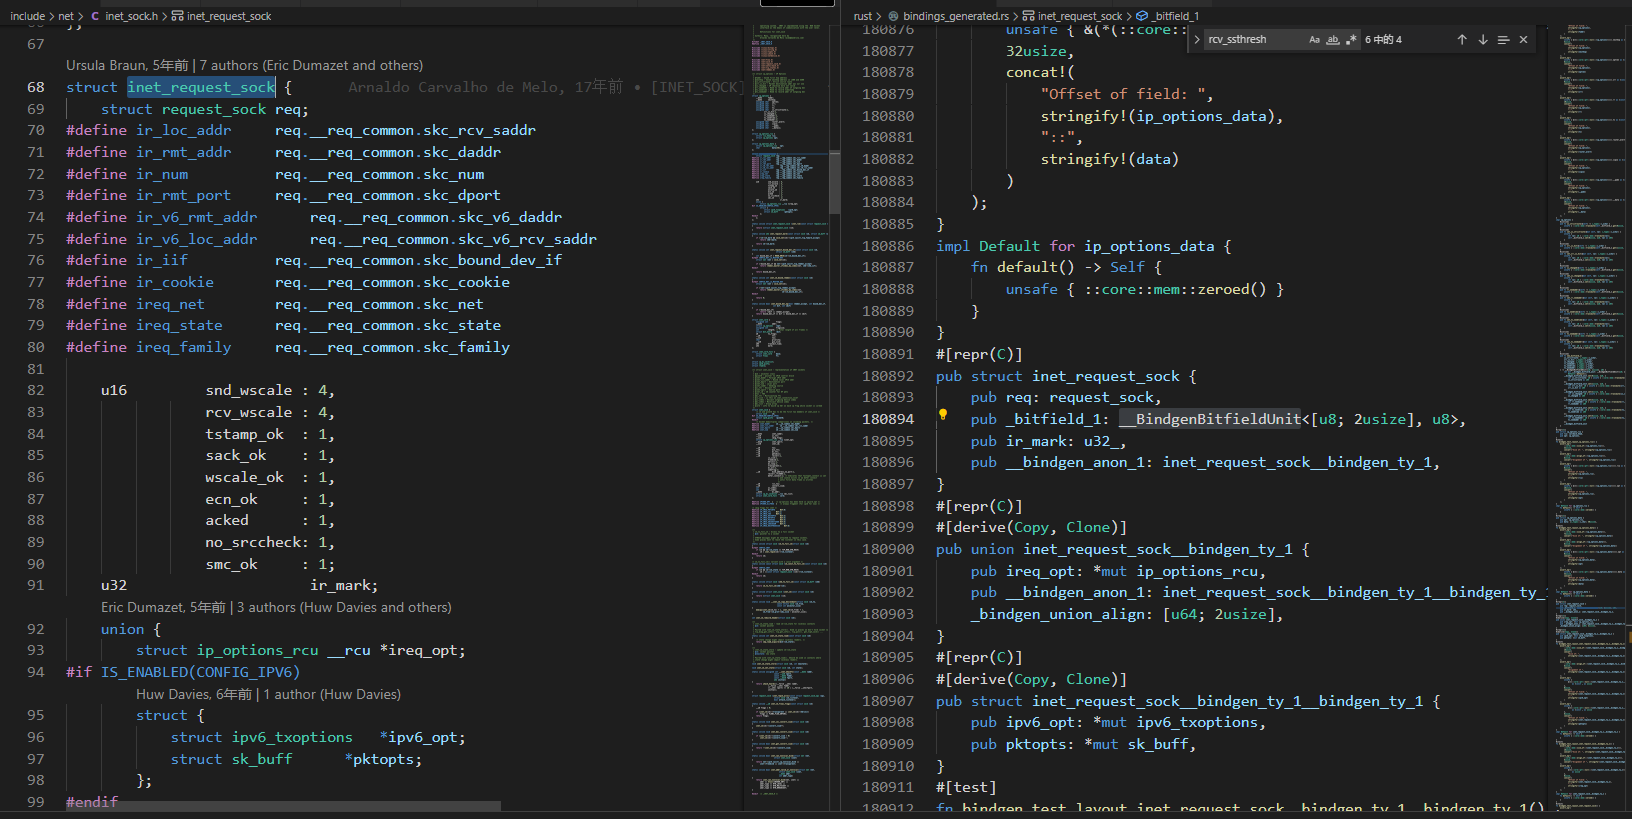 include > net > C inet_sock.h > inet_request_sock
67
Ursula Braun, 5年前 | 7 authors (Eric Dumazet and others)
68 struct inet_request_sock { Arnaldo Carvalho de Melo, 17年前 • [INET_SOCK]
69 struct request_sock req;
70 #define ir_loc_addr req.__req_common.skc_rcv_saddr
71 #define ir_rmt_addr req.__req_common.skc_daddr
72 #define ir_num req.__req_common.skc_num
73 #define ir_rmt_port req.__req_common.skc_dport
74 #define ir_v6_rmt_addr req.__req_common.skc_v6_daddr
75 #define ir_v6_loc_addr req.__req_common.skc_v6_rcv_saddr
76 #define ir_iif req.__req_common.skc_bound_dev_if
77 #define ir_cookie req.__req_common.skc_cookie
78 #define ireq_net req.__req_common.skc_net
79 #define ireq_state req.__req_common.skc_state
80 #define ireq_family req.__req_common.skc_family
81
82 u16 snd_wscale : 4,
83 rcv_wscale : 4,
84 tstamp_ok : 1,
85 sack_ok : 1,
86 wscale_ok : 1,
87 ecn_ok : 1,
88 acked : 1,
89 no_srccheck: 1,
90 smc_ok : 1;
91 u32 ir_mark;
Eric Dumazet, 5年前 | 3 authors (Huw Davies and others)
92 union {
93 struct ip_options_rcu __rcu *ireq_opt;
94 #if IS_ENABLED(CONFIG_IPV6)
Huw Davies, 6年前 | 1 author (Huw Davies)
95 struct {
96 struct ipv6_txoptions *ipv6_opt;
97 struct sk_buff *pktopts;
98 };
99 #endif
rust > bindings_generated.rs > inet_request_sock > _bitfield_1
rcv_ssthresh Aa ab .* 6 中的 4
180876 unsafe { &(*(::core::
180877 32usize,
180878 concat!(
180879 "Offset of field: ",
180880 stringify!(ip_options_data),
180881 "::",
180882 stringify!(data)
180883 )
180884 );
180885 }
180886 impl Default for ip_options_data {
180887 fn default() -> Self {
180888 unsafe { ::core::mem::zeroed() }
180889 }
180890 }
180891 #[repr(C)]
180892 pub struct inet_request_sock {
180893 pub req: request_sock,
180894 pub _bitfield_1: __BindgenBitfieldUnit<[u8; 2usize], u8>,
180895 pub ir_mark: u32_,
180896 pub __bindgen_anon_1: inet_request_sock__bindgen_ty_1,
180897 }
180898 #[repr(C)]
180899 #[derive(Copy, Clone)]
180900 pub union inet_request_sock__bindgen_ty_1 {
180901 pub ireq_opt: *mut ip_options_rcu,
180902 pub __bindgen_anon_1: inet_request_sock__bindgen_ty_1__bindgen_ty_1
180903 _bindgen_union_align: [u64; 2usize],
180904 }
180905 #[repr(C)]
180906 #[derive(Copy, Clone)]
180907 pub struct inet_request_sock__bindgen_ty_1__bindgen_ty_1 {
180908 pub ipv6_opt: *mut ipv6_txoptions,
180909 pub pktopts: *mut sk_buff,
180910 }
180911 #[test]
180912 fn bindgen_test_layout_inet_request_sock__bindgen_ty_1__bindgen_ty_1()